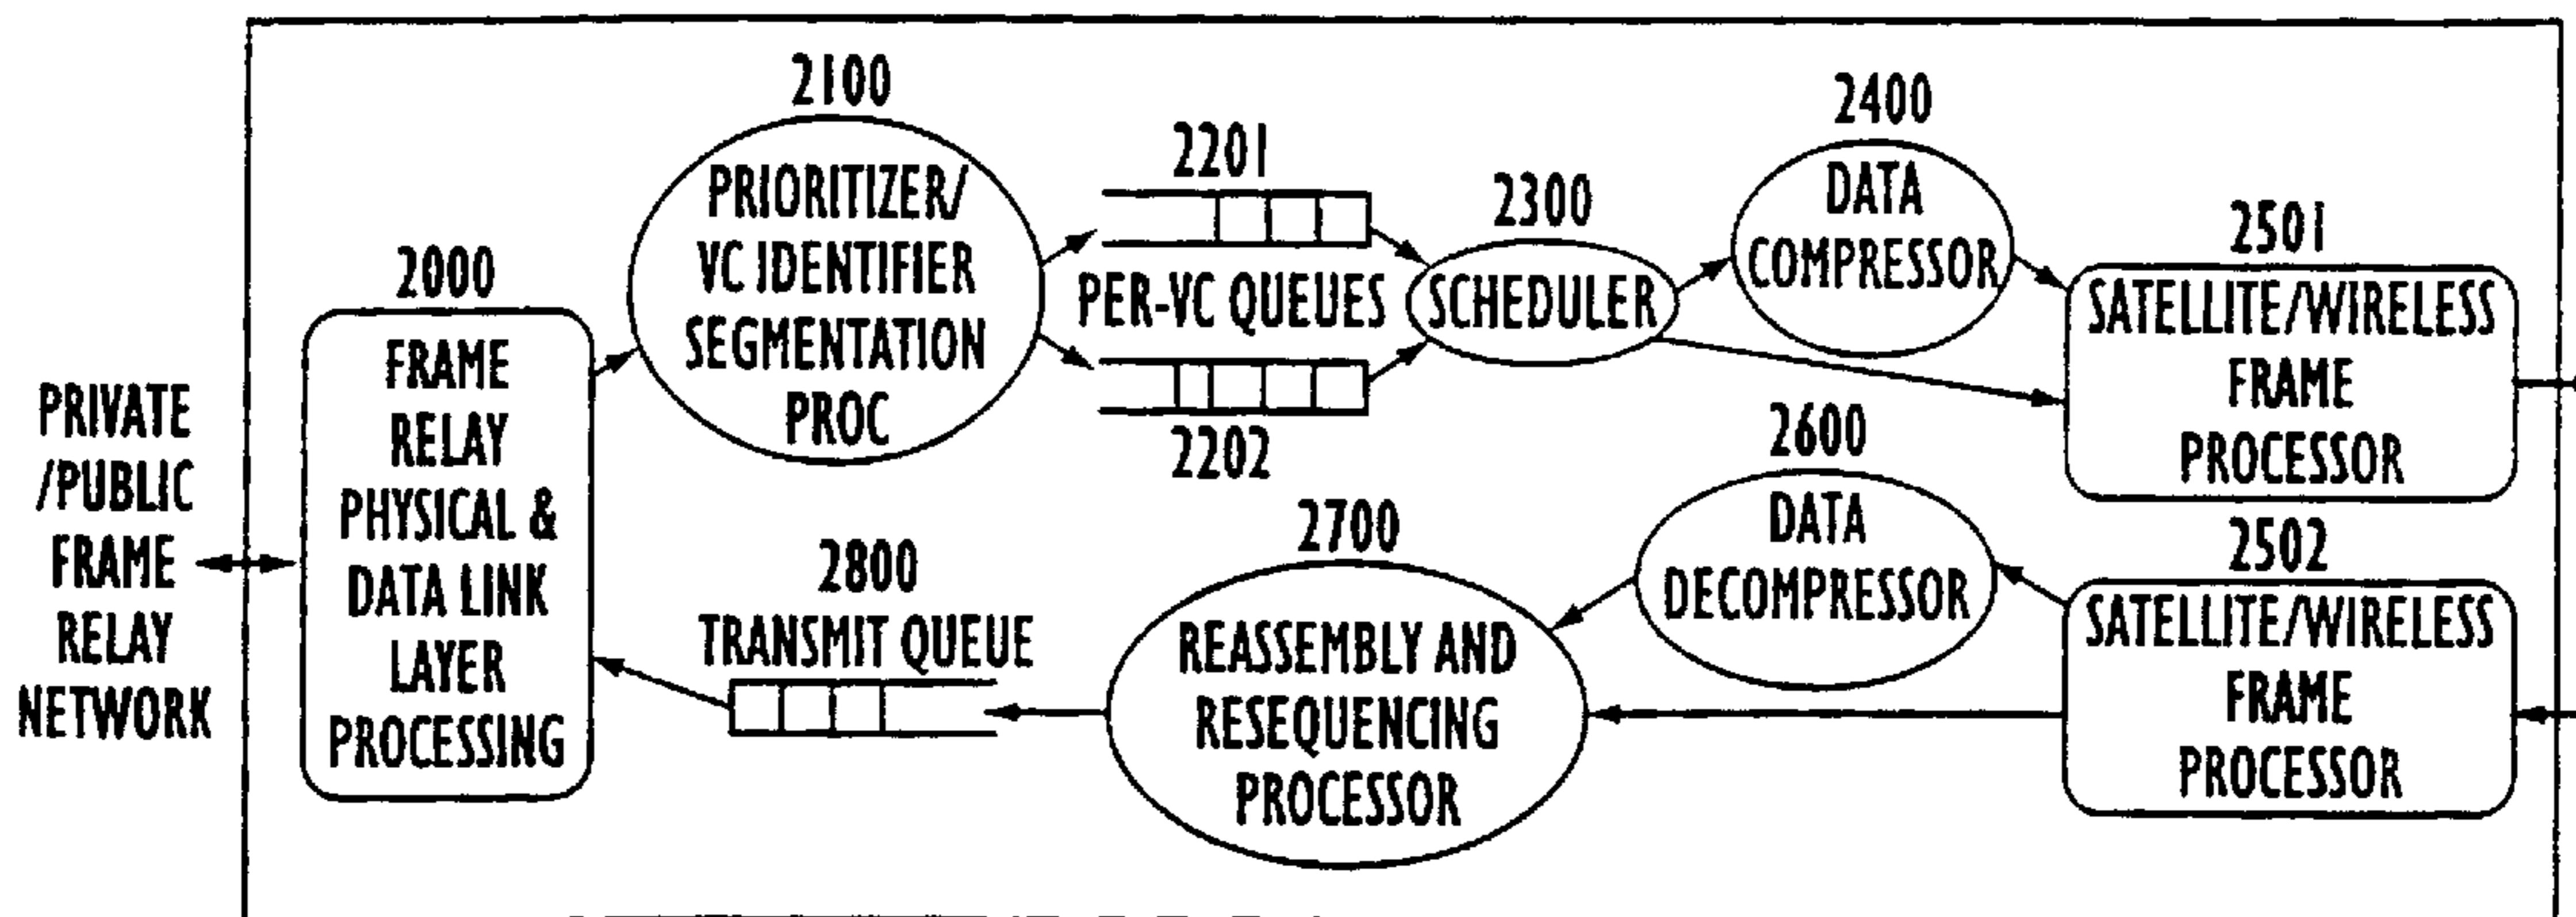 PRIVATE
/PUBLIC
FRAME
RELAY
NETWORK
2000
FRAME
RELAY
PHYSICAL &
DATA LINK
LAYER
PROCESSING
2100
PRIORITIZER/
VC IDENTIFIER
SEGMENTATION
PROC
2201
PER-VC QUEUES
2202
2300
SCHEDULER
2400
DATA
COMPRESSOR
2501
SATELLITE/WIRELESS
FRAME
PROCESSOR
2502
SATELLITE/WIRELESS
FRAME
PROCESSOR
2600
DATA
DECOMPRESSOR
2700
REASSEMBLY AND
RESEQUENCING
PROCESSOR
2800
TRANSMIT QUEUE